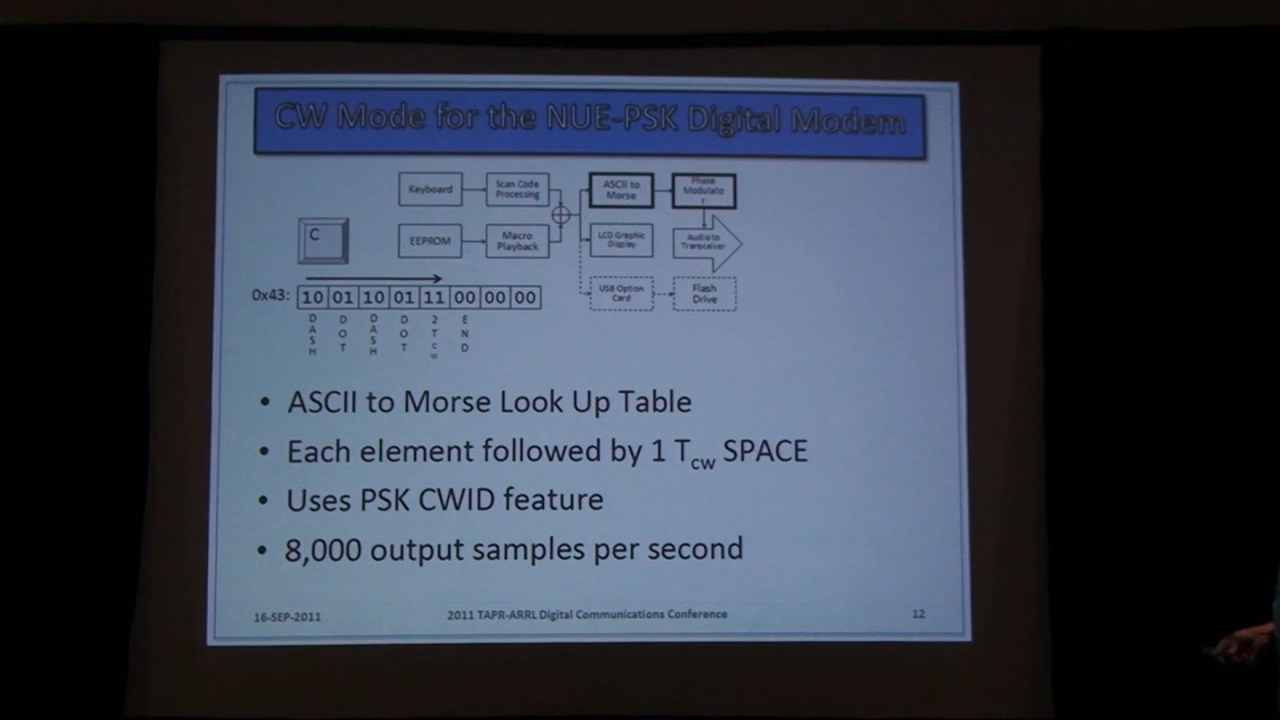 CW Mode for the NUE-PSK Digital Modem
Keyboard
Scan Code
Processing
ASCII to
Morse
Phase
Modulato
r
C
EEPROM
Macro
Playback
LCD Graphic
Display
Audio to
Transceiver
USB Option
Card
Flash
Drive
0x43: 10 01 10 01 11 00 00 00
DASH DOT DASH DOT 2Tcw END
• ASCII to Morse Look Up Table
• Each element followed by 1 Tcw SPACE
• Uses PSK CWID feature
• 8,000 output samples per second
16-SEP-2011 2011 TAPR-ARRL Digital Communications Conference 12